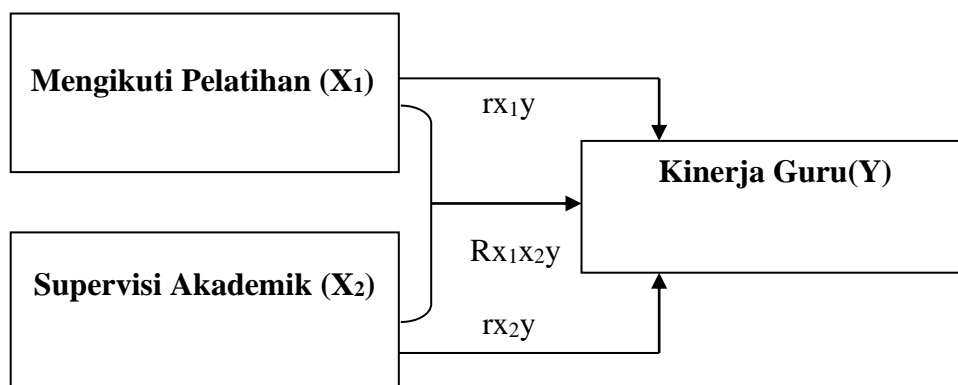 Mengikuti Pelatihan (X₁)
rx₁y
Kinerja Guru(Y)
Rx₁x₂y
Supervisi Akademik (X₂)
rx₂y